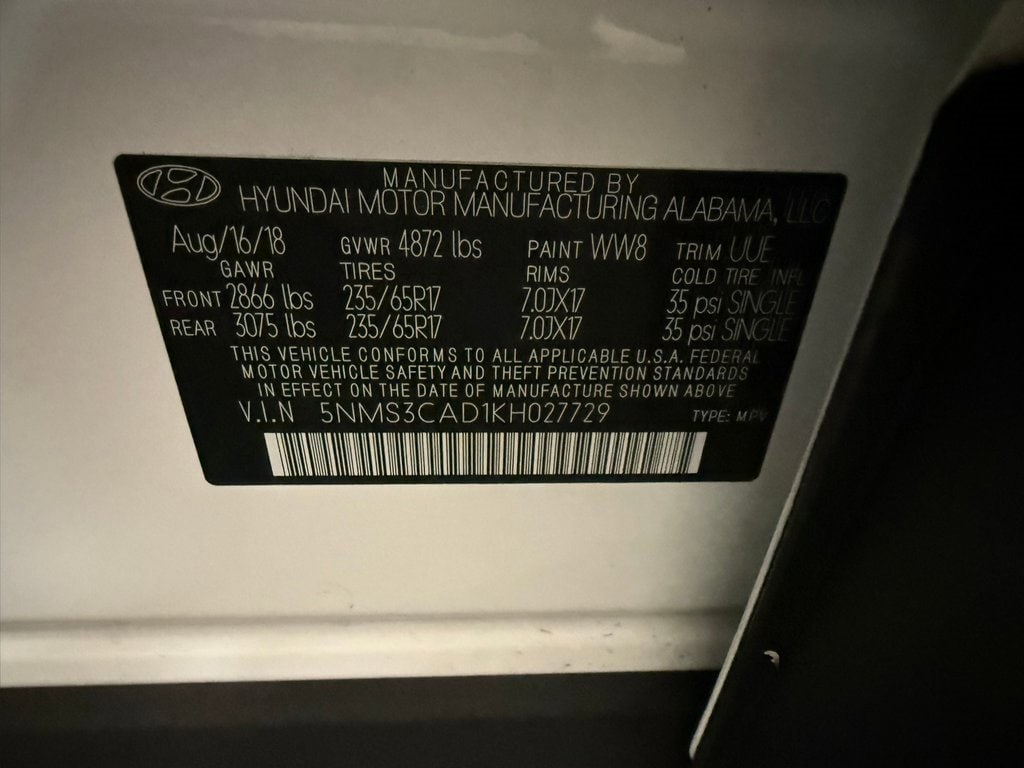 MANUFACTURED BY
HYUNDAI MOTOR MANUFACTURING ALABAMA, LLC
Aug/16/18 GVWR 4872 lbs PAINT WW8 TRIM UUE
GAWR TIRES RIMS COLD TIRE INFL
FRONT 2866 lbs 235/65R17 7.0JX17 35 psi SINGLE
REAR 3075 lbs 235/65R17 7.0JX17 35 psi SINGLE
THIS VEHICLE CONFORMS TO ALL APPLICABLE U.S.A. FEDERAL
MOTOR VEHICLE SAFETY AND THEFT PREVENTION STANDARDS
IN EFFECT ON THE DATE OF MANUFACTURE SHOWN ABOVE
V.I.N 5NMS3CAD1KH027729 TYPE: MPV